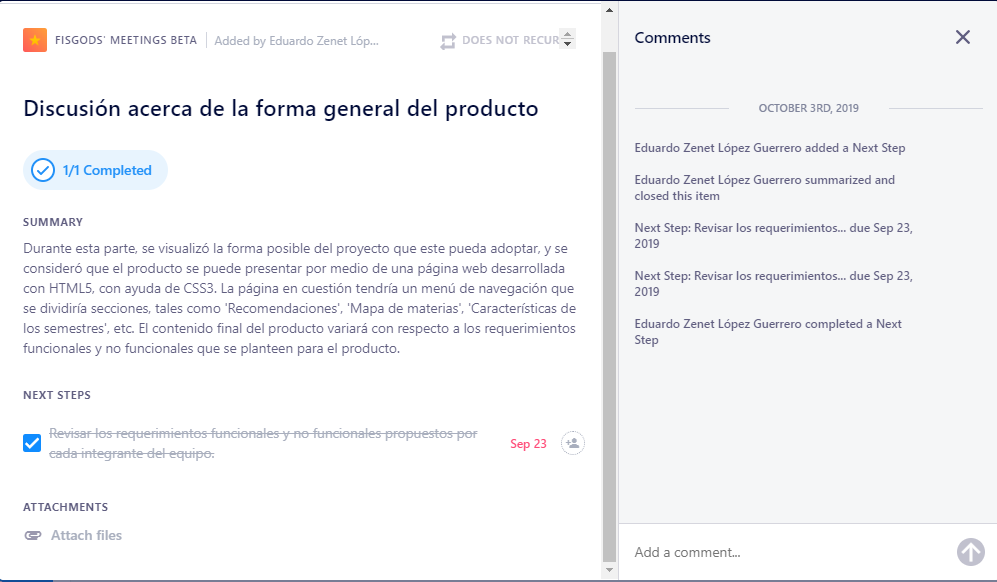 FISGODS' MEETINGS BETA
Added by Eduardo Zenet Lóp...
DOES NOT RECUR
Discusión acerca de la forma general del producto
1/1 Completed
SUMMARY
Durante esta parte, se visualizó la forma posible del proyecto que este pueda adoptar, y se
consideró que el producto se puede presentar por medio de una página web desarrollada
con HTML5, con ayuda de CSS3. La página en cuestión tendría un menú de navegación que
se dividiría secciones, tales como 'Recomendaciones', 'Mapa de materias', 'Características de
los semestres', etc. El contenido final del producto variará con respecto a los requerimientos
funcionales y no funcionales que se planteen para el producto.
NEXT STEPS
Revisar los requerimientos funcionales y no funcionales propuestos por
cada integrante del equipo.
Sep 23
ATTACHMENTS
Attach files
Comments
OCTOBER 3RD, 2019
Eduardo Zenet López Guerrero added a Next Step
Eduardo Zenet López Guerrero summarized and
closed this item
Next Step: Revisar los requerimientos... due Sep 23,
2019
Next Step: Revisar los requerimientos... due Sep 23,
2019
Eduardo Zenet López Guerrero completed a Next
Step
Add a comment...